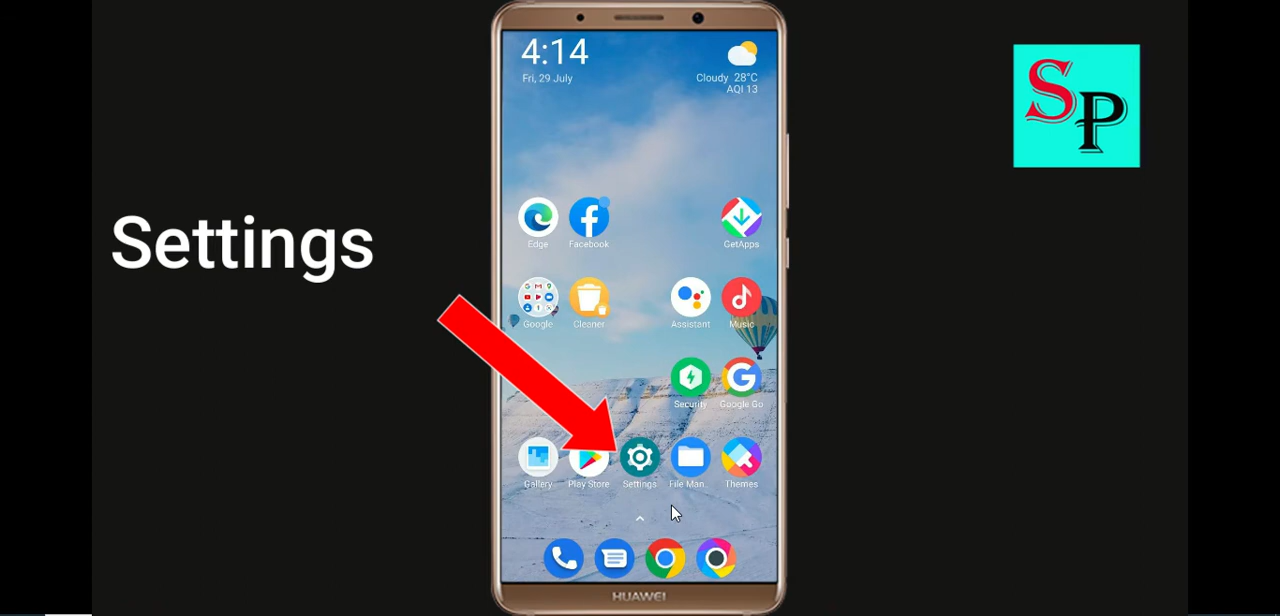 4:14
Fri, 29 July
Cloudy 28°C
AQI 13
SP
Settings
Edge
Facebook
GetApps
Google
Cleaner
Assistant
Music
Security
Google Go
Gallery
Play Store
Settings
File Man.
Themes
HUAWEI